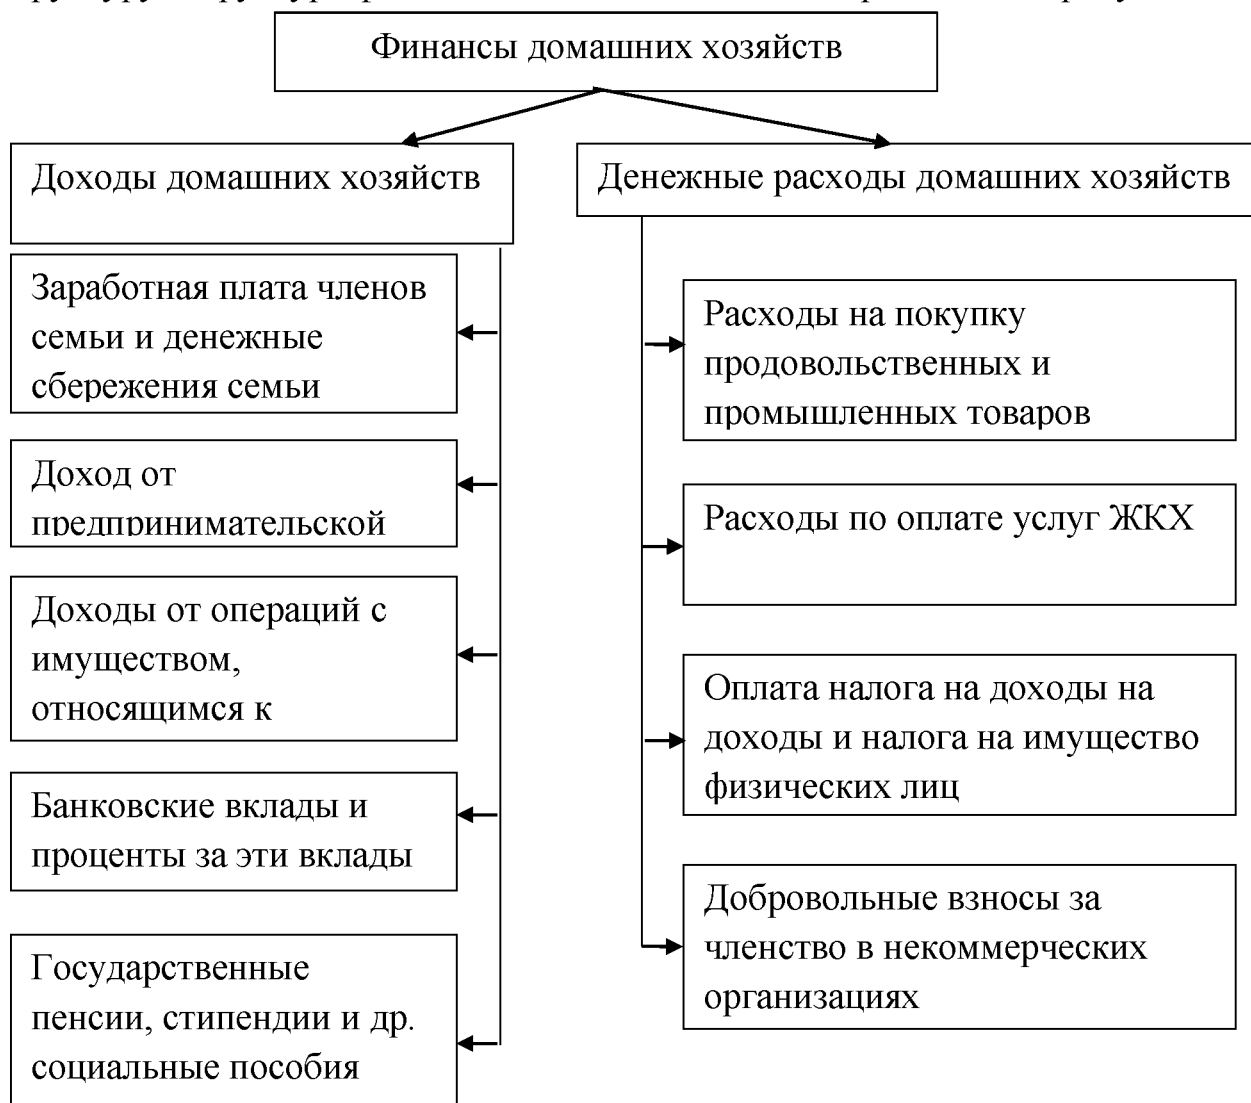 Финансы домашних хозяйств
Доходы домашних хозяйств
Заработная плата членов
семьи и денежные
сбережения семьи
Доход от
предпринимательской
Доходы от операций с
имуществом,
относящимся к
Банковские вклады и
проценты за эти вклады
Государственные
пенсии, стипендии и др.
социальные пособия
Денежные расходы домашних хозяйств
Расходы на покупку
продовольственных и
промышленных товаров
Расходы по оплате услуг ЖКХ
Оплата налога на доходы на
доходы и налога на имущество
физических лиц
Добровольные взносы за
членство в некоммерческих
организациях